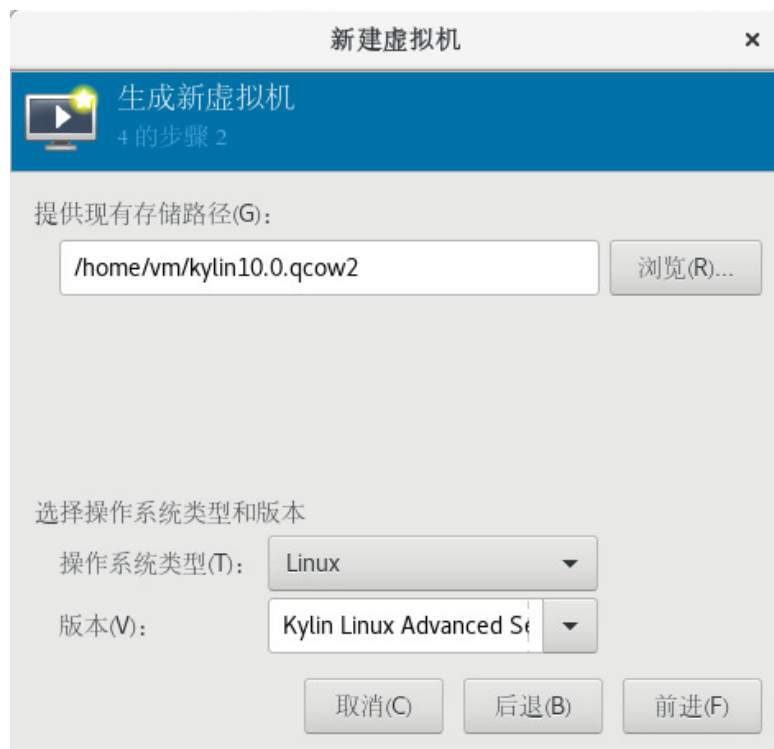 新建虚拟机
生成新虚拟机
4 的步骤 2
提供现有存储路径(G):
/home/vm/kylin10.0.qcow2 浏览(R)...
选择操作系统类型和版本
操作系统类型(T): Linux
版本(V): Kylin Linux Advanced
取消(C) 后退(B) 前进(F)